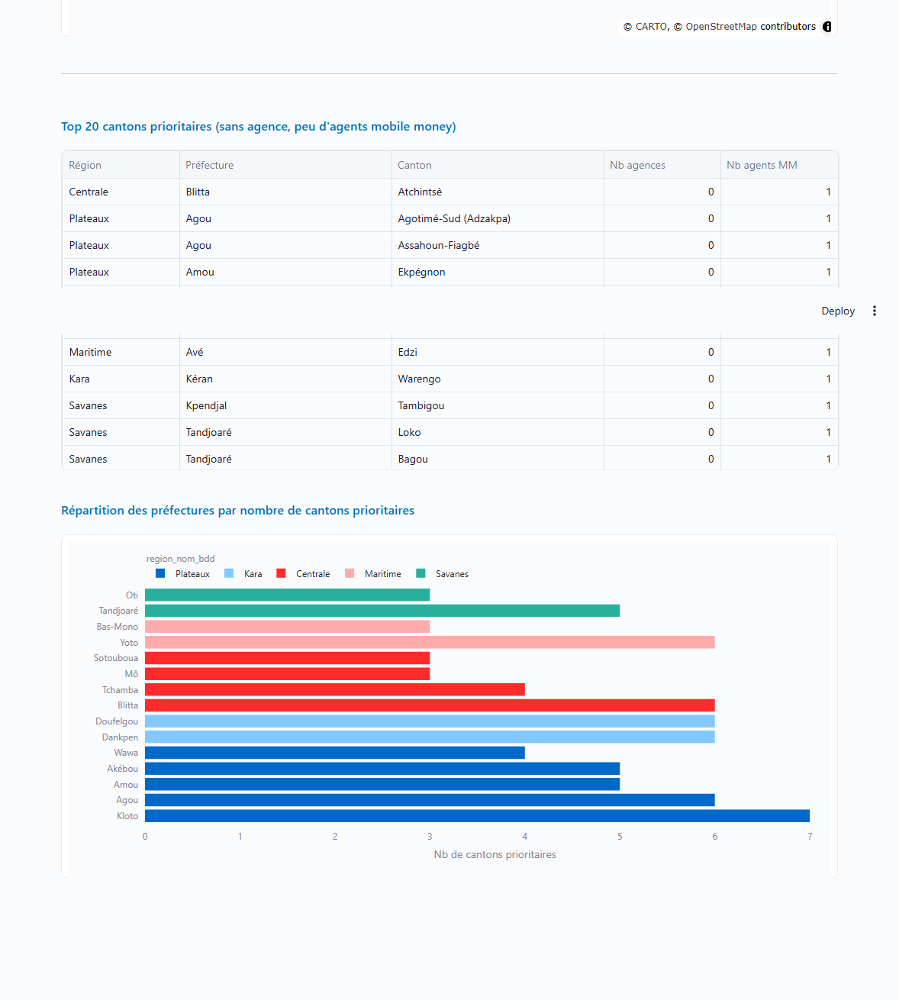 © CARTO, © OpenStreetMap contributors
Top 20 cantons prioritaires (sans agence, peu d'agents mobile money)
Région Préfecture Canton Nb agences Nb agents MM
Centrale Blitta Atchintsè 0 1
Plateaux Agou Agotimé-Sud (Adzakpa) 0 1
Plateaux Agou Assahoun-Fiagbé 0 1
Plateaux Amou Ekpégnon 0 1
Deploy
Maritime Avé Edzi 0 1
Kara Kéran Warengo 0 1
Savanes Kpendjal Tambigou 0 1
Savanes Tandjoaré Loko 0 1
Savanes Tandjoaré Bagou 0 1
Répartition des préfectures par nombre de cantons prioritaires
region_nom_bdd
Plateaux Kara Centrale Maritime Savanes
Oti
Tandjoaré
Bas-Mono
Yoto
Sotouboua
Mô
Tchamba
Blitta
Doufelgou
Dankpen
Wawa
Akébou
Amou
Agou
Kloto
0 1 2 3 4 5 6 7
Nb de cantons prioritaires